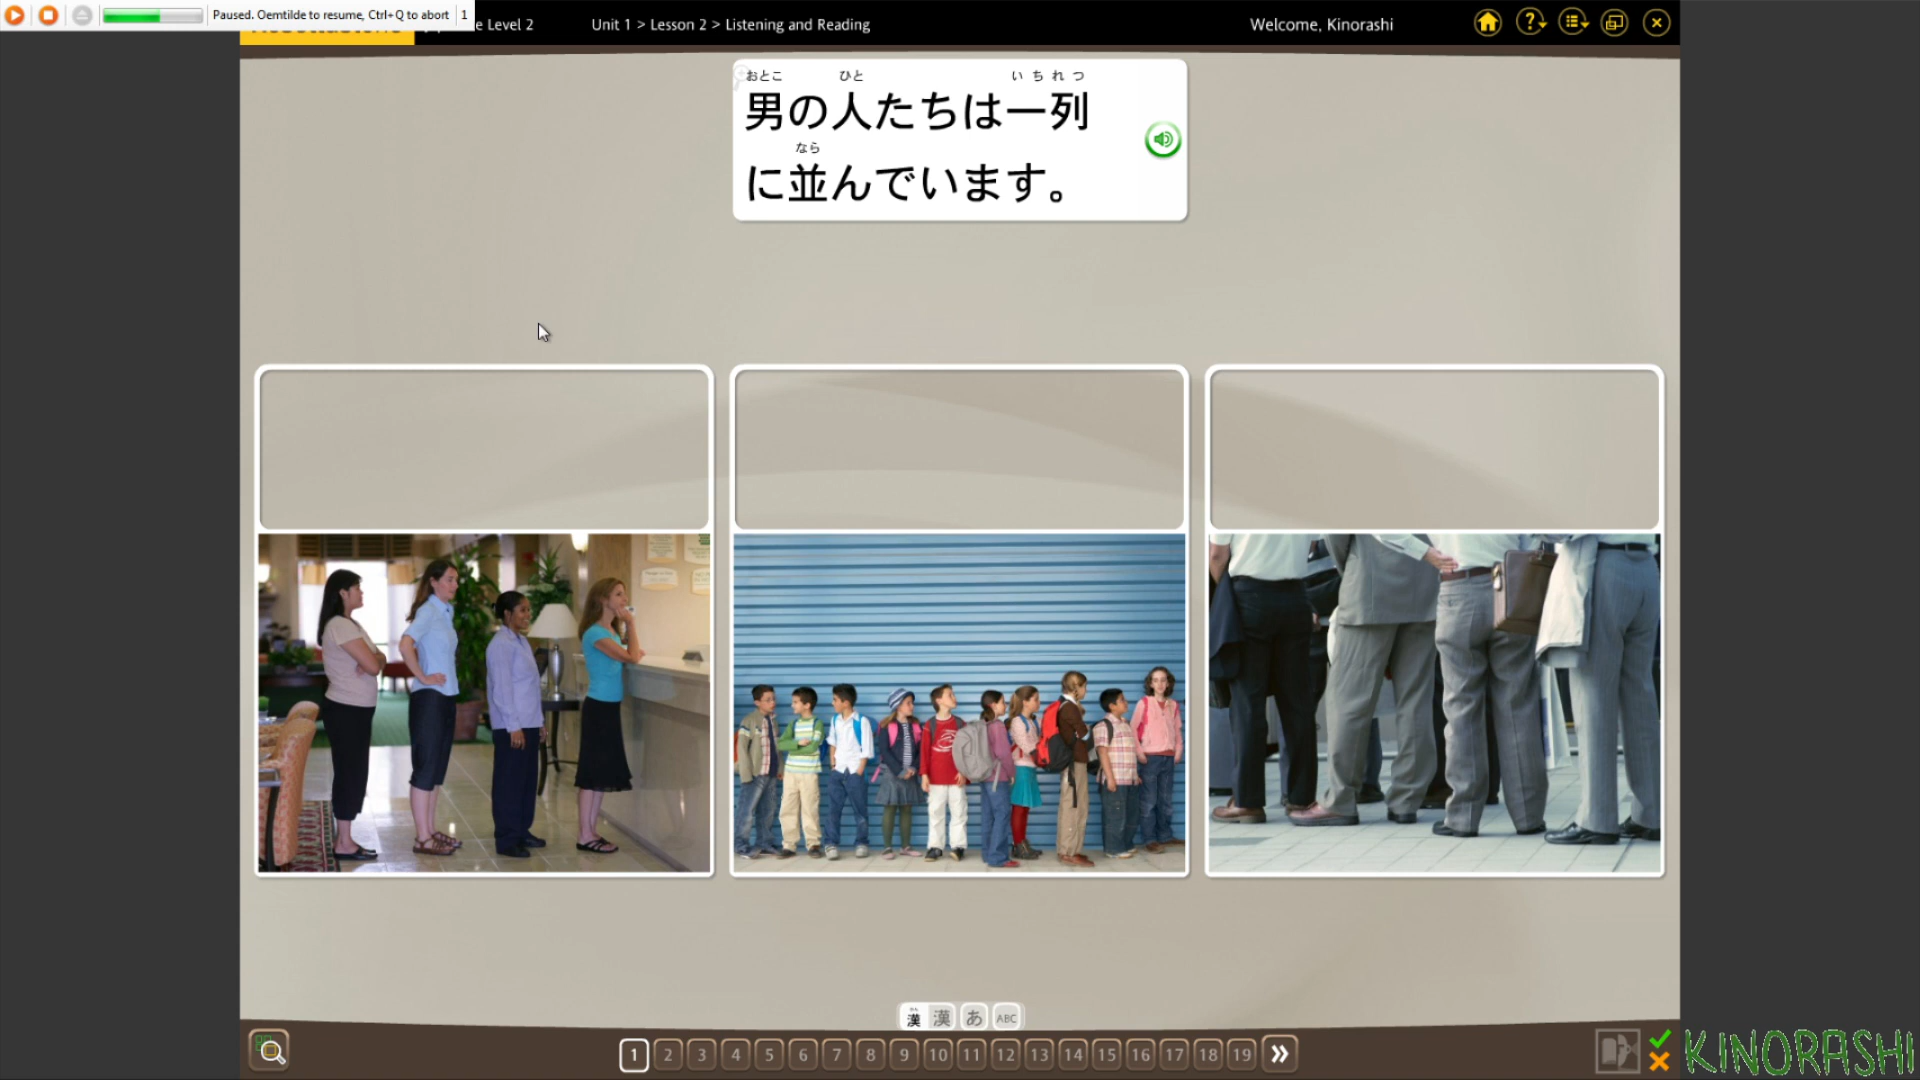 Paused. Oemtilde to resume, Ctrl+Q to abort 1
e Level 2
Unit 1 > Lesson 2 > Listening and Reading
Welcome, Kinorashi
おとこ ひと いちれつ
男の人たちは一列
なら
に並んでいます。
漢 漢 あ ABC
1 2 3 4 5 6 7 8 9 10 11 12 13 14 15 16 17 18 19
KINORASHI